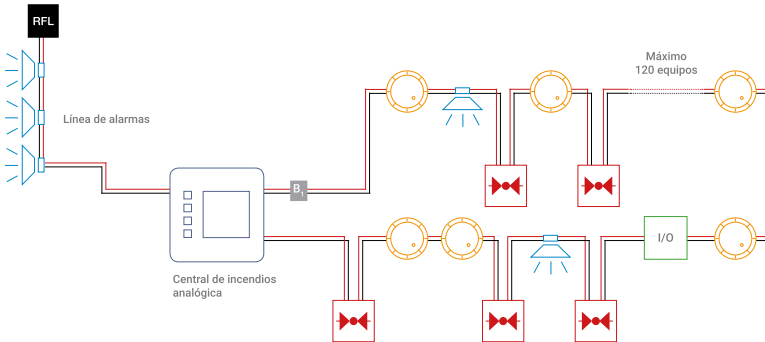 RFL
Máximo
120 equipos
Línea de alarmas
B1
I/O
Central de incendios
analógica